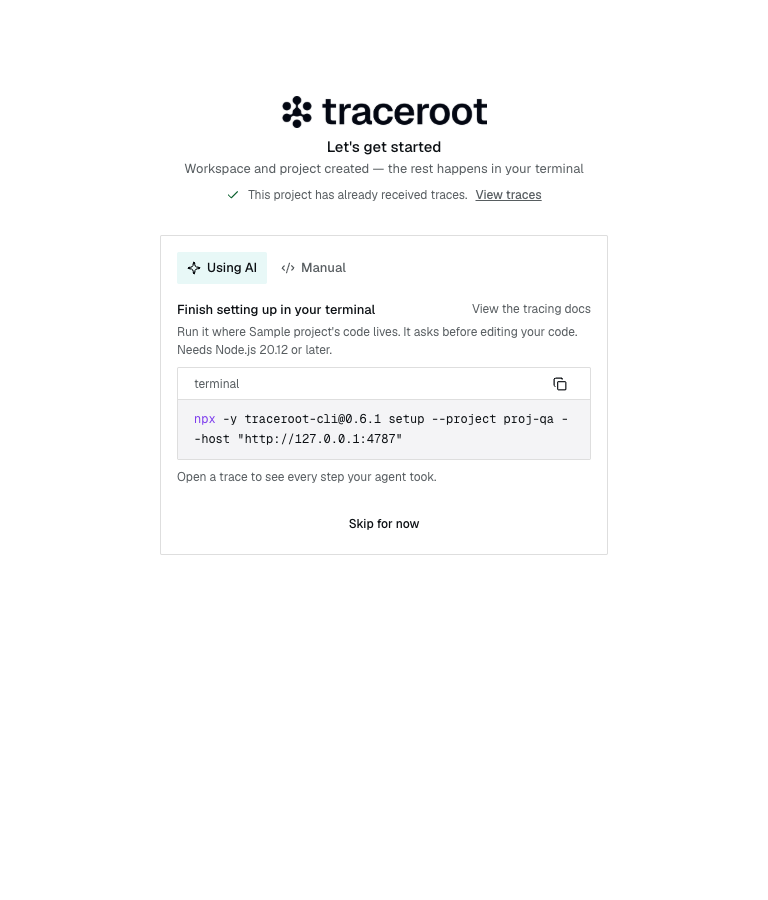 traceroot
Let's get started
Workspace and project created — the rest happens in your terminal
This project has already received traces. View traces
Using AI
Manual
Finish setting up in your terminal
View the tracing docs
Run it where Sample project's code lives. It asks before editing your code.
Needs Node.js 20.12 or later.
terminal
npx -y traceroot-cli@0.6.1 setup --project proj-qa -
-host "http://127.0.0.1:4787"
Open a trace to see every step your agent took.
Skip for now